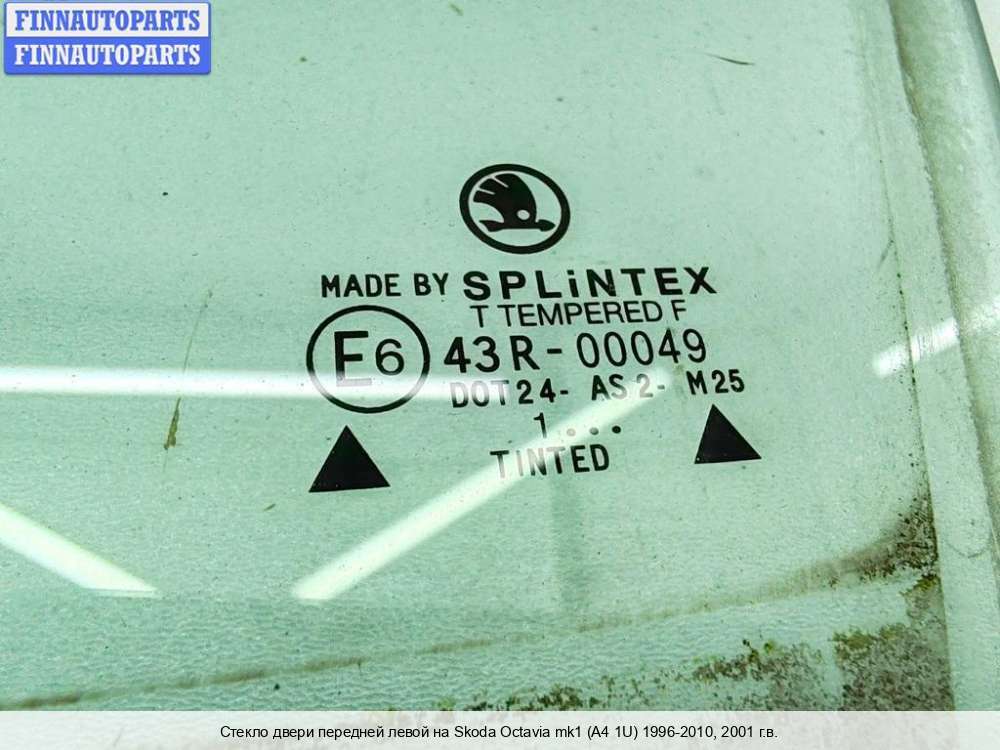 FINNAUTOPARTS
FINNAUTOPARTS
MADE BY SPLiNTEX
T TEMPERED F
E6 43R-00049
DOT24- AS2- M25
1....
TINTED
Стекло двери передней левой на Skoda Octavia mk1 (A4 1U) 1996-2010, 2001 г.в.